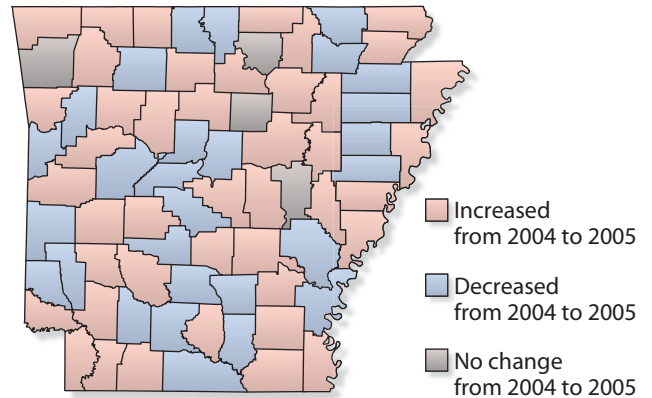 Increased
from 2004 to 2005
Decreased
from 2004 to 2005
No change
from 2004 to 2005